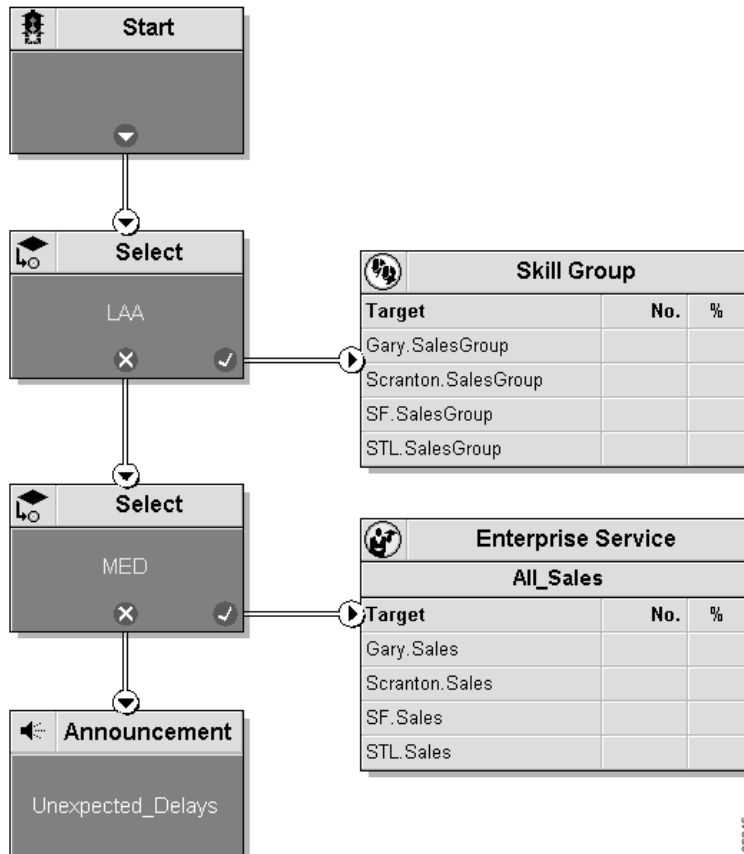 Start
Select
LAA
Skill Group
Target No. %
Gary.SalesGroup
Scranton.SalesGroup
SF.SalesGroup
STL.SalesGroup
Select
MED
Enterprise Service
All_Sales
Target No. %
Gary.Sales
Scranton.Sales
SF.Sales
STL.Sales
Announcement
Unexpected_Delays